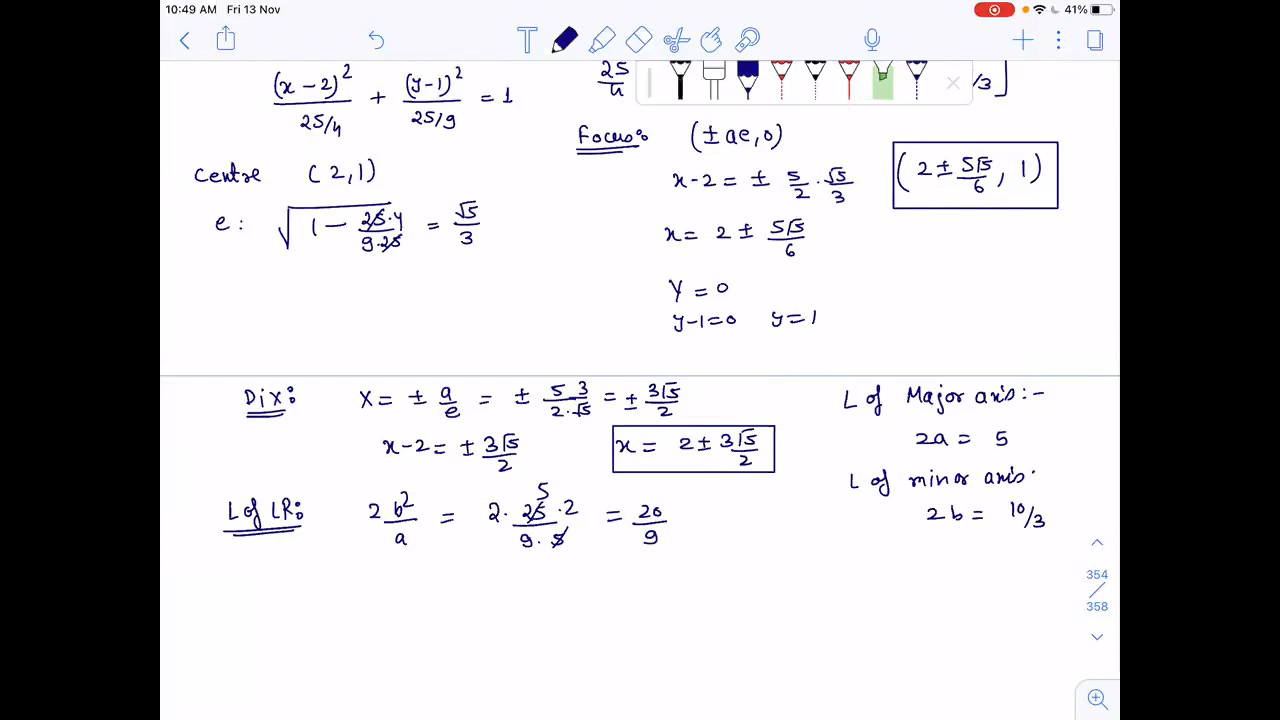 10:49 AM Fri 13 Nov
41%
(x-2)²/25/4 + (y-1)²/25/9 = 1
25/4
/3]
Centre (2,1)
e: √(1 - 25·4/9·25) = √5/3
Focus: (±ae, 0)
x-2 = ± 5/2 · √5/3
(2 ± 5√5/6, 1)
x = 2 ± 5√5/6
Y = 0
y-1=0 y=1
Dix: X = ± a/e = ± 5·3/2·√5 = ± 3√5/2
x-2 = ± 3√5/2
x = 2 ± 3√5/2
L of LR: 2b²/a = 2·25·2/9·5 = 20/9
5
L of Major axis:-
2a = 5
L of minor axis
2b = 10/3
354
358